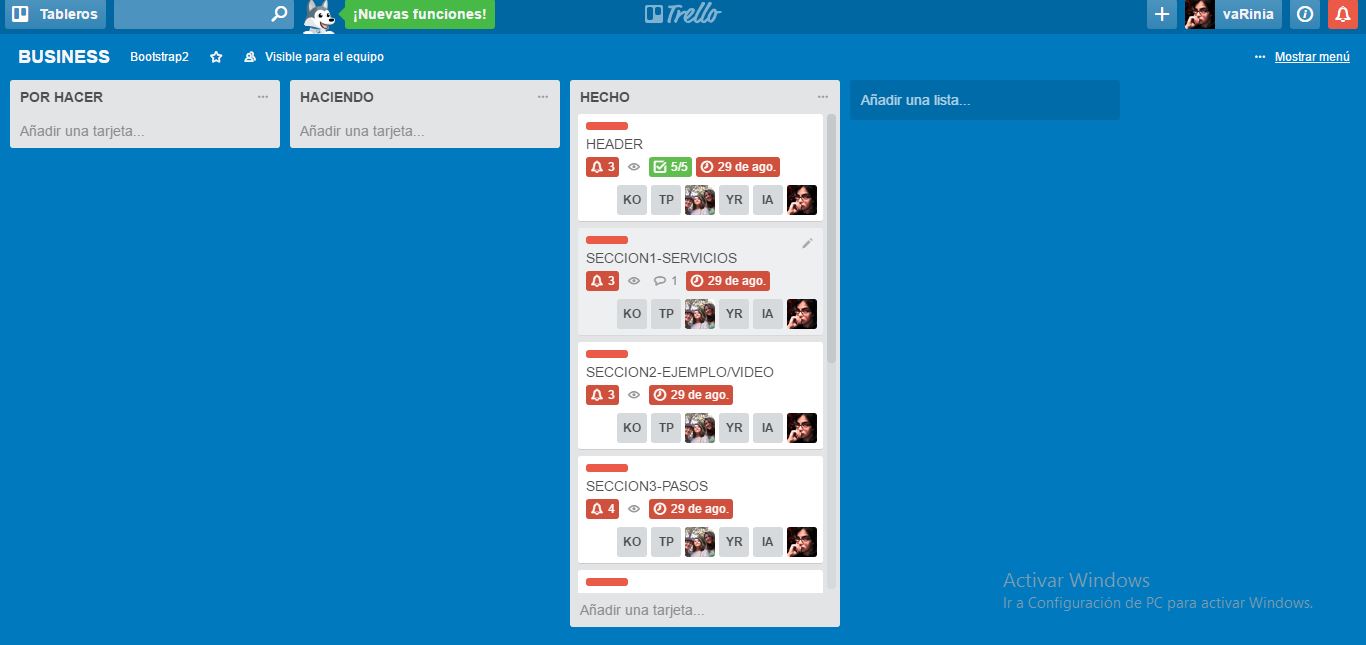 Tableros
¡Nuevas funciones!
Trello
vaRinia
BUSINESS
Bootstrap2
Visible para el equipo
... Mostrar menú
POR HACER ...
Añadir una tarjeta...
HACIENDO ...
Añadir una tarjeta...
HECHO ...
HEADER
3 5/5 29 de ago.
KO TP YR IA
SECCION1-SERVICIOS
3 1 29 de ago.
KO TP YR IA
SECCION2-EJEMPLO/VIDEO
3 29 de ago.
KO TP YR IA
SECCION3-PASOS
4 29 de ago.
KO TP YR IA
Añadir una tarjeta...
Añadir una lista...
Activar Windows
Ir a Configuración de PC para activar Windows.